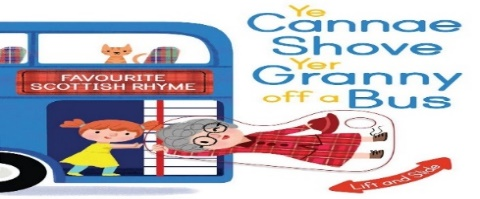 Ye
Cannae
Shove
Yer
Granny
off a Bus
FAVOURITE
SCOTTISH RHYME
Lift and Slide